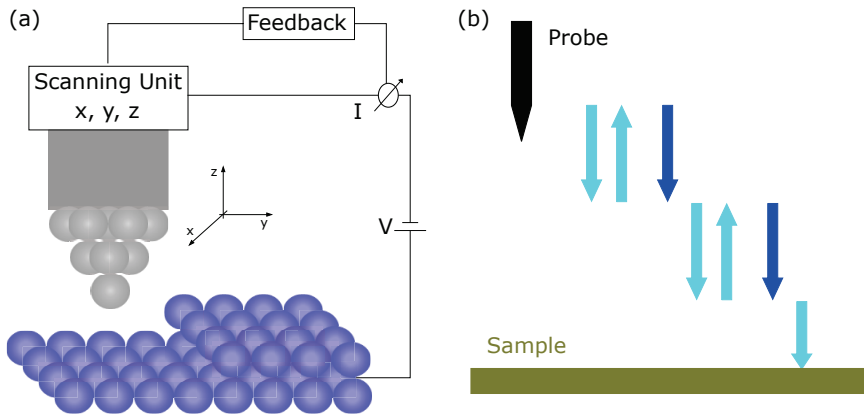 (a)
Feedback
Scanning Unit
x, y, z
I
z
y
x
V
(b)
Probe
Sample